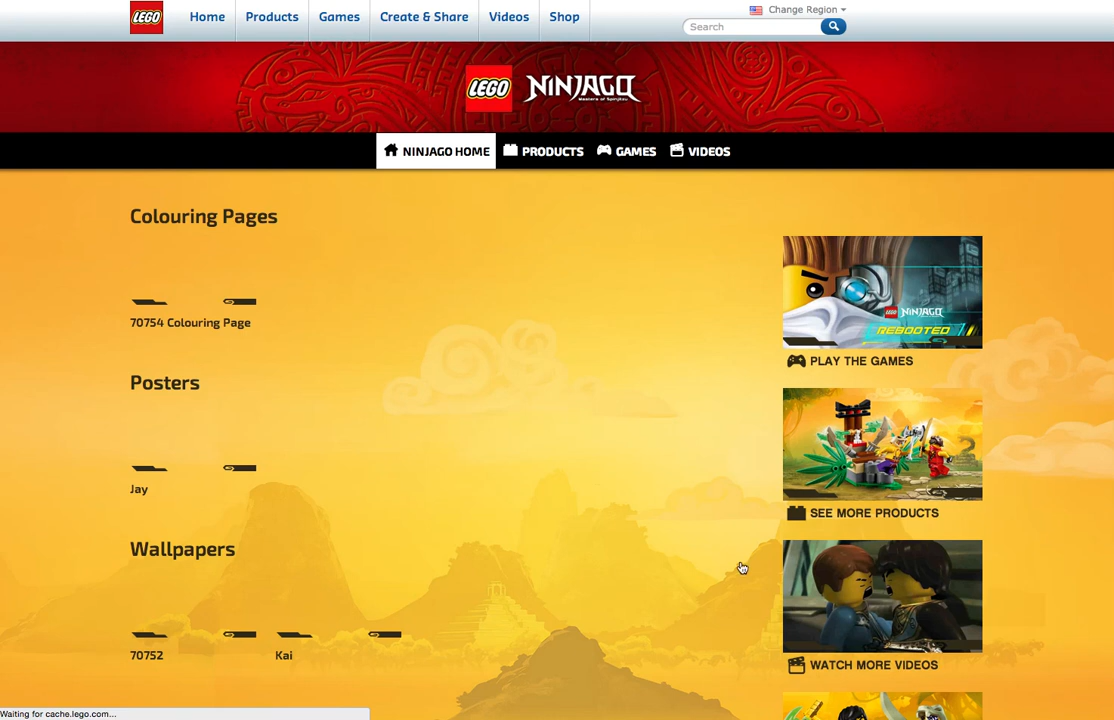 LEGO
Home
Products
Games
Create & Share
Videos
Shop
Change Region
Search
LEGO NINJAGO
Masters of Spinjitzu
NINJAGO HOME
PRODUCTS
GAMES
VIDEOS
Colouring Pages
70754 Colouring Page
LEGO NINJAGO
REBOOTED
PLAY THE GAMES
Posters
Jay
SEE MORE PRODUCTS
Wallpapers
70752
Kai
WATCH MORE VIDEOS
Waiting for cache.lego.com...